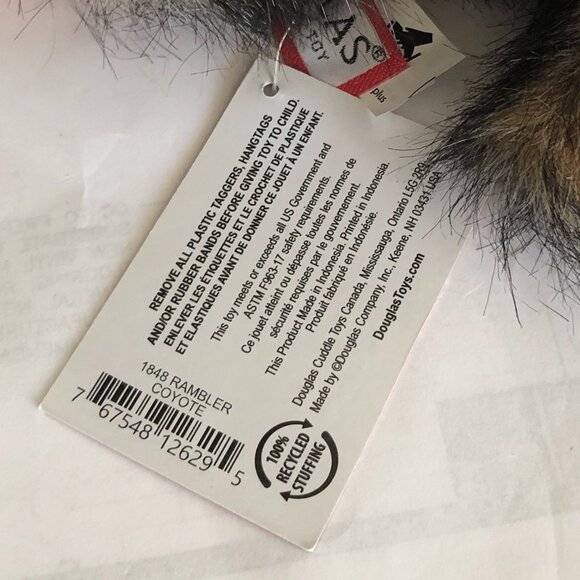 AS®
TOY
plus
REMOVE ALL PLASTIC TAGGERS, HANGTAGS
AND/OR RUBBER BANDS BEFORE GIVING TOY TO CHILD.
ENLEVER LES ÉTIQUETTES ET LE CROCHET DE PLASTIQUE
ET ELASTIQUES AVANT DE DONNER CE JOUET À UN ENFANT.
This toy meets or exceeds all US Government and
ASTM F963-17 safety requirements.
Ce jouet atteint ou dépasse toutes les normes de
sécurité requises par le gouvernement.
This Product Made in Indonesia. Printed in Indonesia.
Produit fabriqué en Indonésie.
Douglas Cuddle Toys Canada, Mississauga, Ontario L5G 2R0
Made by ©Douglas Company, Inc., Keene, NH 03431 USA
DouglasToys.com
1848 RAMBLER
COYOTE
7 67548 12629 5
100%
RECYCLED
STUFFING